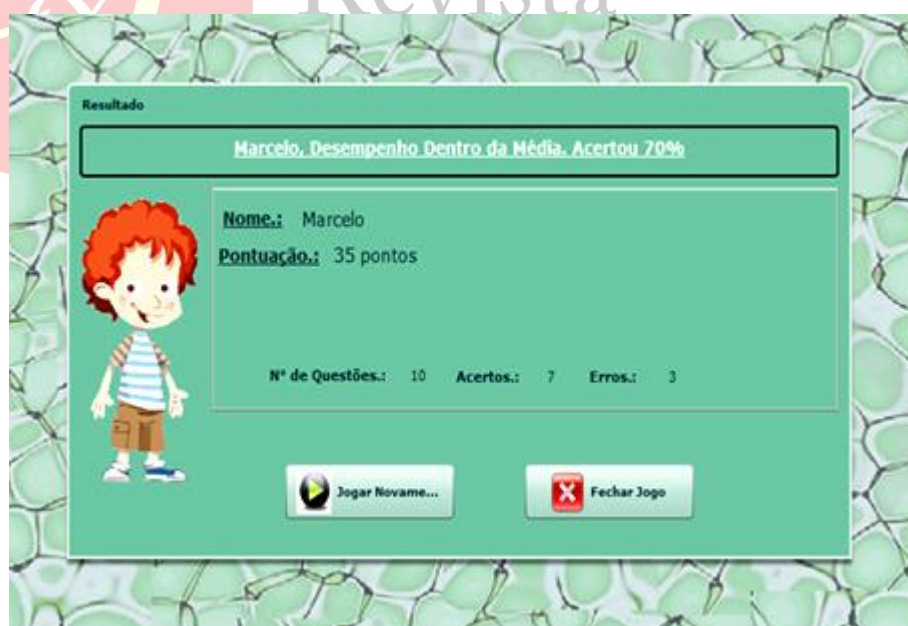 Revista
Resultado
Marcelo, Desempenho Dentro da Média. Acertou 70%
Nome.: Marcelo
Pontuação.: 35 pontos
Nº de Questões.: 10 Acertos.: 7 Erros.: 3
Jogar Novame... Fechar Jogo